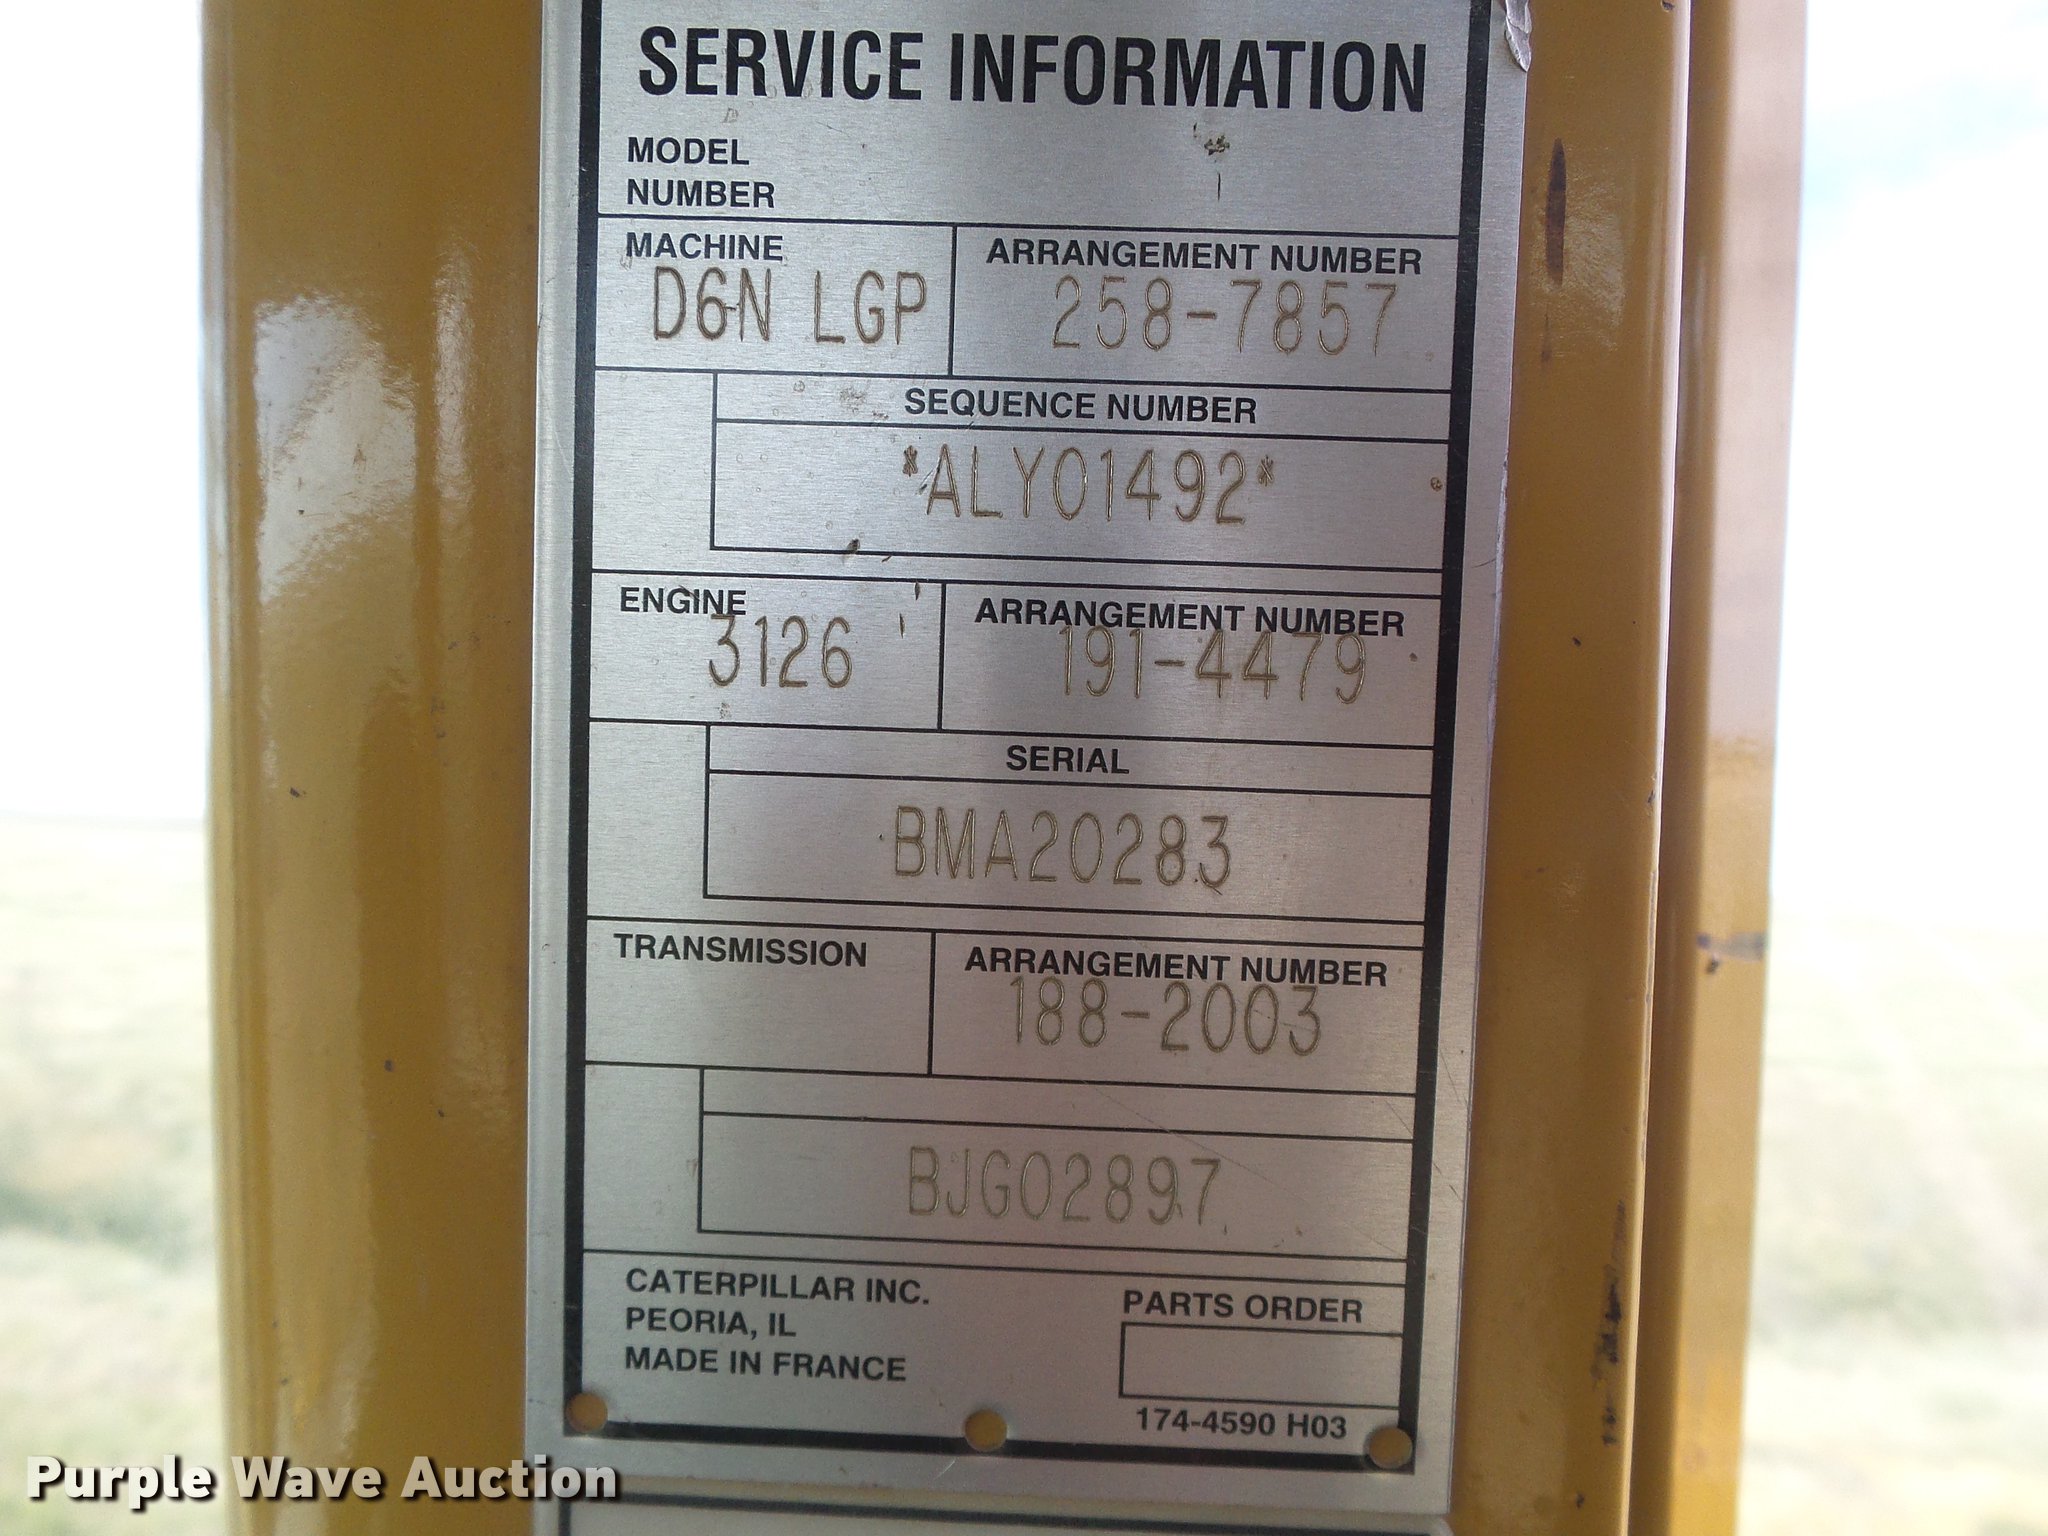 SERVICE INFORMATION
MODEL
NUMBER
MACHINE
D6N LGP
ARRANGEMENT NUMBER
258-7857
SEQUENCE NUMBER
*ALY01492*
ENGINE
3126
ARRANGEMENT NUMBER
191-4479
SERIAL
BMA20283
TRANSMISSION
ARRANGEMENT NUMBER
188-2003
BJG02897
CATERPILLAR INC.
PEORIA, IL
MADE IN FRANCE
PARTS ORDER
174-4590 H03
Purple Wave Auction